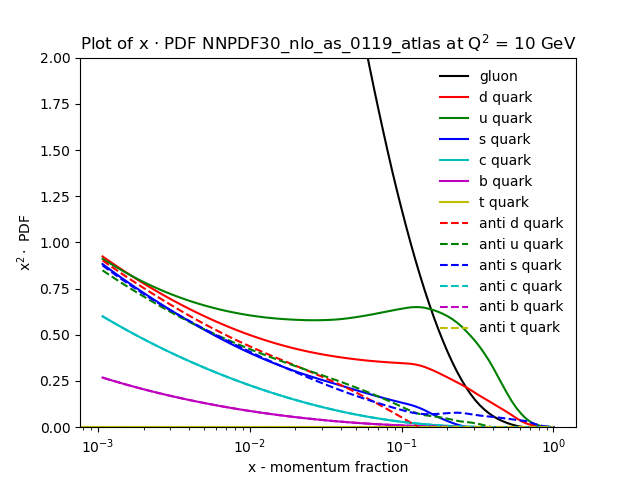 Plot of x · PDF NNPDF30_nlo_as_0119_atlas at Q² = 10 GeV
2.00
1.75
1.50
1.25
1.00
0.75
0.50
0.25
0.00
x² · PDF
gluon
d quark
u quark
s quark
c quark
b quark
t quark
anti d quark
anti u quark
anti s quark
anti c quark
anti b quark
anti t quark
10⁻³ 10⁻² 10⁻¹ 10⁰
x - momentum fraction